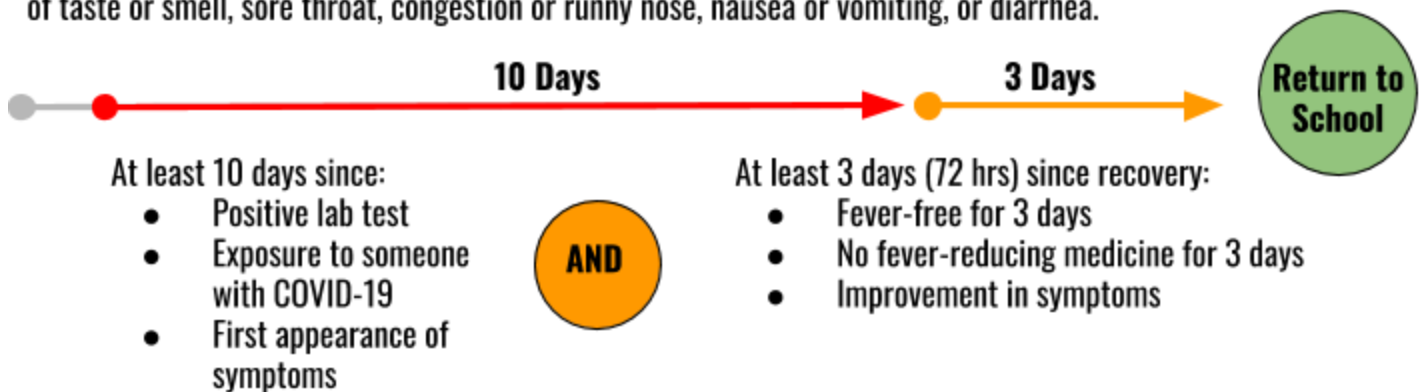 of taste or smell, sore throat, congestion or runny nose, nausea or vomiting, or diarrhea.
10 Days
3 Days
Return to
School
At least 10 days since:
● Positive lab test
● Exposure to someone
with COVID-19
● First appearance of
symptoms
AND
At least 3 days (72 hrs) since recovery:
● Fever-free for 3 days
● No fever-reducing medicine for 3 days
● Improvement in symptoms